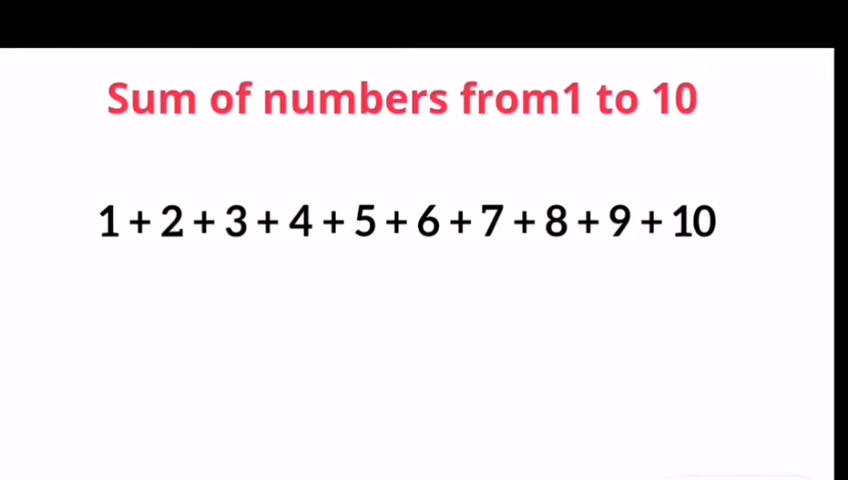 Sum of numbers from1 to 10
1 + 2 + 3 + 4 + 5 + 6 + 7 + 8 + 9 + 10